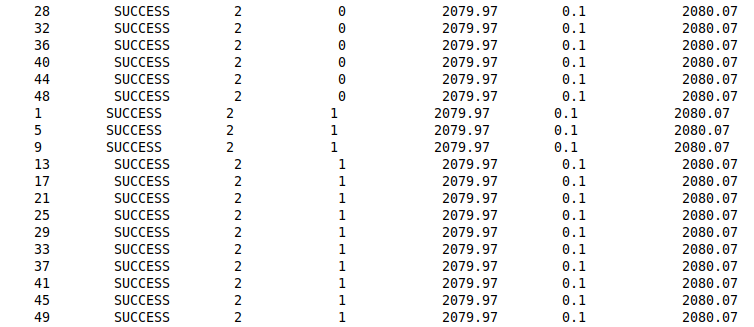 28 SUCCESS 2 0 2079.97 0.1 2080.07
32 SUCCESS 2 0 2079.97 0.1 2080.07
36 SUCCESS 2 0 2079.97 0.1 2080.07
40 SUCCESS 2 0 2079.97 0.1 2080.07
44 SUCCESS 2 0 2079.97 0.1 2080.07
48 SUCCESS 2 0 2079.97 0.1 2080.07
1 SUCCESS 2 1 2079.97 0.1 2080.07
5 SUCCESS 2 1 2079.97 0.1 2080.07
9 SUCCESS 2 1 2079.97 0.1 2080.07
13 SUCCESS 2 1 2079.97 0.1 2080.07
17 SUCCESS 2 1 2079.97 0.1 2080.07
21 SUCCESS 2 1 2079.97 0.1 2080.07
25 SUCCESS 2 1 2079.97 0.1 2080.07
29 SUCCESS 2 1 2079.97 0.1 2080.07
33 SUCCESS 2 1 2079.97 0.1 2080.07
37 SUCCESS 2 1 2079.97 0.1 2080.07
41 SUCCESS 2 1 2079.97 0.1 2080.07
45 SUCCESS 2 1 2079.97 0.1 2080.07
49 SUCCESS 2 1 2079.97 0.1 2080.07